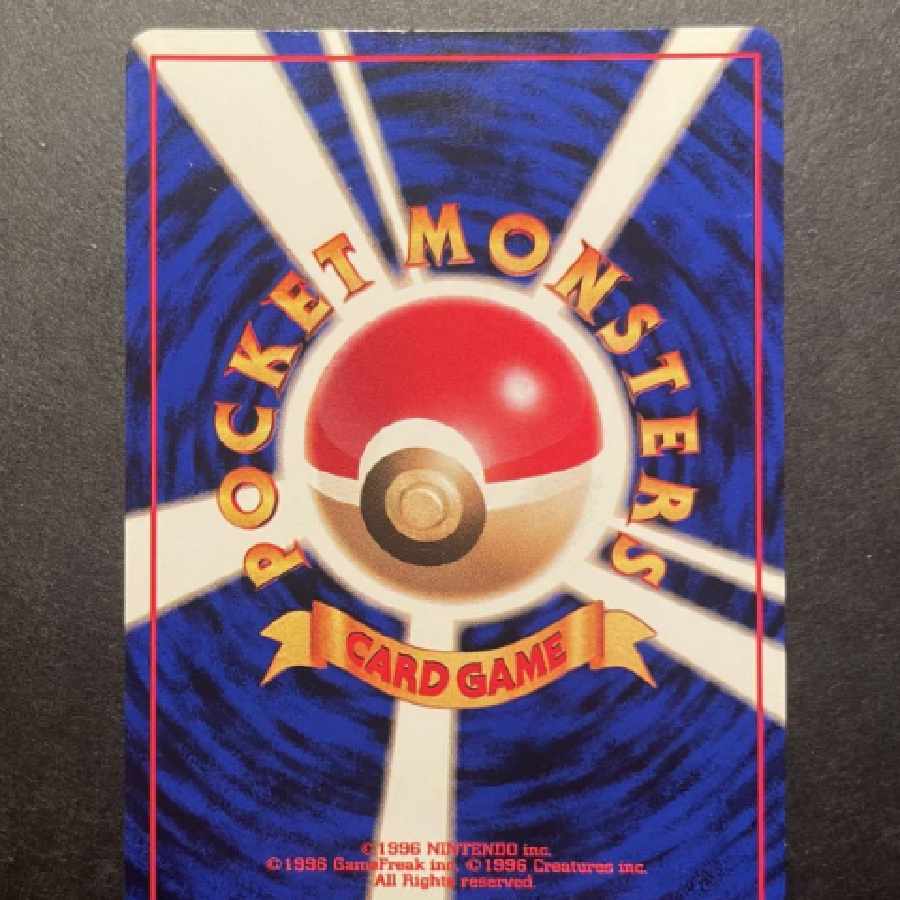 POCKET MONSTERS
CARD GAME
©1996 NINTENDO inc.
©1996 GameFreak inc. ©1996 Creatures inc.
All Rights reserved.